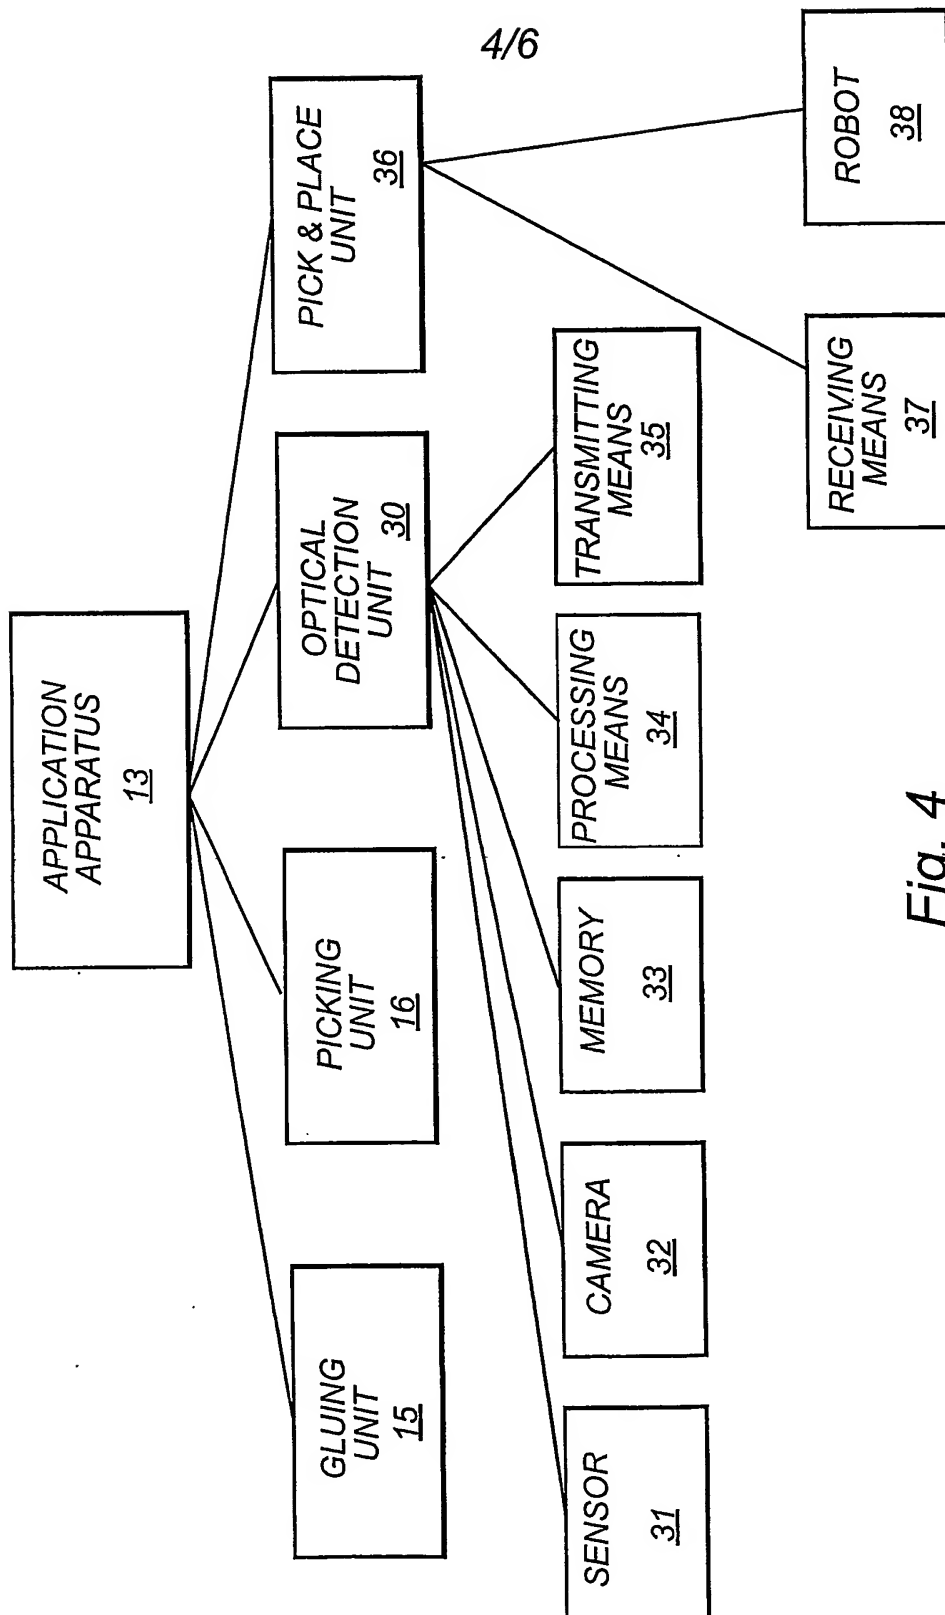 4/6
APPLICATION
APPARATUS
13
GLUING
UNIT
15
PICKING
UNIT
16
OPTICAL
DETECTION
UNIT
30
PICK & PLACE
UNIT
36
SENSOR
31
CAMERA
32
MEMORY
33
PROCESSING
MEANS
34
TRANSMITTING
MEANS
35
RECEIVING
MEANS
37
ROBOT
38
Fig. 4